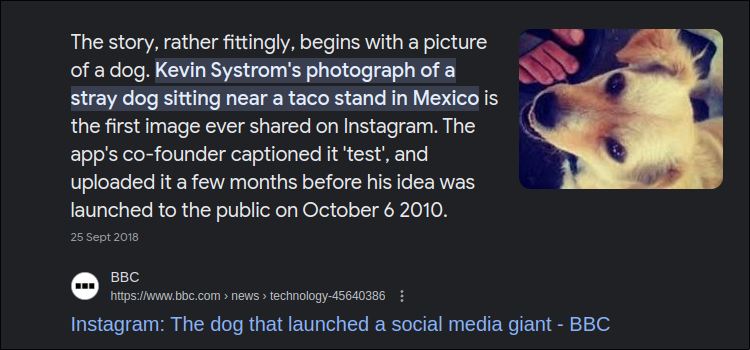 The story, rather fittingly, begins with a picture
of a dog. Kevin Systrom's photograph of a
stray dog sitting near a taco stand in Mexico is
the first image ever shared on Instagram. The
app's co-founder captioned it 'test', and
uploaded it a few months before his idea was
launched to the public on October 6 2010.
25 Sept 2018
BBC
https://www.bbc.com › news › technology-45640386
Instagram: The dog that launched a social media giant - BBC